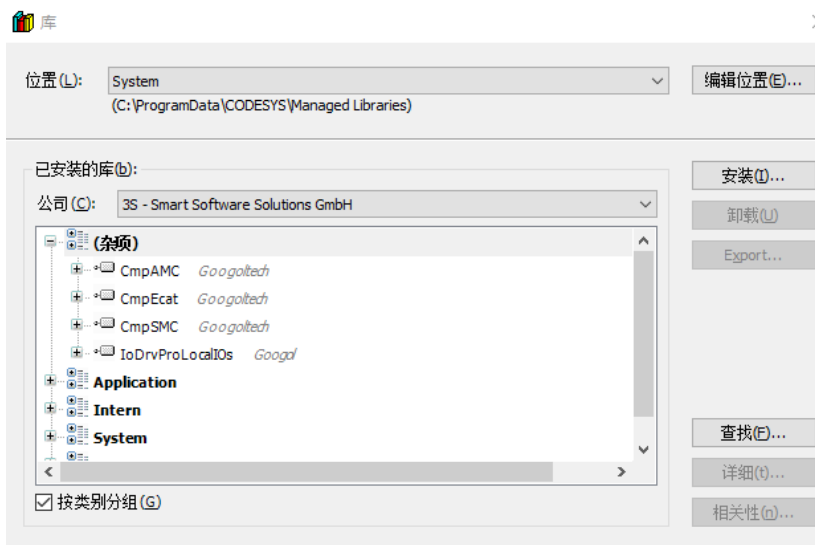 库
位置(L): System 编辑位置(E)...
(C:\ProgramData\CODESYS\Managed Libraries)
已安装的库(b): 安装(I)...
公司(C): 3S - Smart Software Solutions GmbH 卸载(U)
(杂项) Export...
CmpAMC Googoltech
CmpEcat Googoltech
CmpSMC Googoltech
IoDrvProLocalIOs Googol
Application
Intern
System 查找(F)...
详细(t)...
按类别分组(G) 相关性(n)...